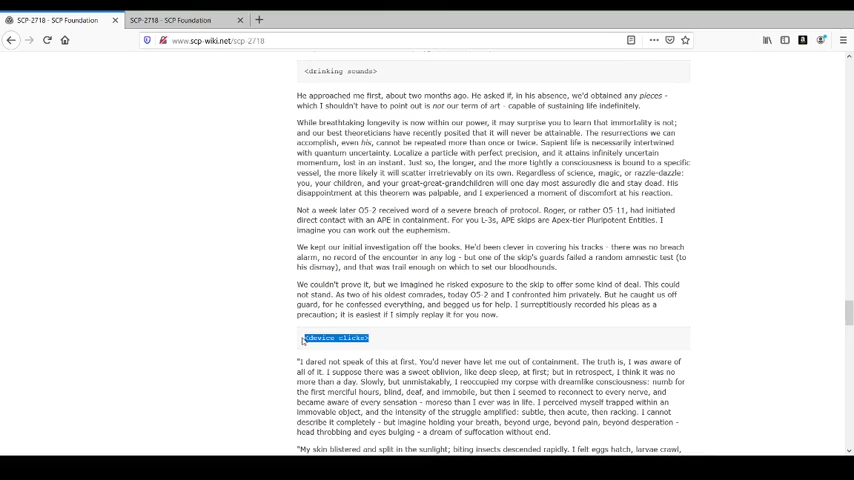 SCP-2718 - SCP Foundation
SCP-2718 - SCP Foundation
www.scp-wiki.net/scp-2718
<drinking sounds>
He approached me first, about two months ago. He asked if, in his absence, we'd obtained any pieces -
which I shouldn't have to point out is not our term of art - capable of sustaining life indefinitely.
While breathtaking longevity is now within our power, it may surprise you to learn that immortality is not;
and our best theoreticians have recently posited that it will never be attainable. The resurrections we can
accomplish, even his, cannot be repeated more than once or twice. Sapient life is necessarily intertwined
with quantum uncertainty. Localize a particle with perfect precision, and it attains infinitely uncertain
momentum, lost in an instant. Just so, the longer, and the more tightly a consciousness is bound to a specific
vessel, the more likely it will scatter irretrievably on its own. Regardless of science, magic, or razzle-dazzle:
you, your children, and your great-great-grandchildren will one day most assuredly die and stay dead. His
disappointment at this theorem was palpable, and I experienced a moment of discomfort at his reaction.
Not a week later O5-2 received word of a severe breach of protocol. Roger, or rather O5-11, had initiated
direct contact with an APE in containment. For you L-3s, APE skips are Apex-tier Pluripotent Entities. I
imagine you can work out the euphemism.
We kept our initial investigation off the books. He'd been clever in covering his tracks - there was no breach
alarm, no record of the encounter in any log - but one of the skip's guards failed a random amnestic test (to
his dismay), and that was trail enough on which to set our bloodhounds.
We couldn't prove it, but we imagined he risked exposure to the skip to offer some kind of deal. This could
not stand. As two of his oldest comrades, today O5-2 and I confronted him privately. But he caught us off
guard, for he confessed everything, and begged us for help. I surreptitiously recorded his pleas as a
precaution; it is easiest if I simply replay it for you now.
<device clicks>
"I dared not speak of this at first. You'd never have let me out of containment. The truth is, I was aware of
all of it. I suppose there was a sweet oblivion, like deep sleep, at first; but in retrospect, I think it was no
more than a day. Slowly, but unmistakably, I reoccupied my corpse with dreamlike consciousness: numb for
the first merciful hours, blind, deaf, and immobile, but then I seemed to reconnect to every nerve, and
became aware of every sensation - moreso than I ever was in life. I perceived myself trapped within an
immovable object, and the intensity of the struggle amplified: subtle, then acute, then racking. I cannot
describe it completely - but imagine holding your breath, beyond urge, beyond pain, beyond desperation -
head throbbing and eyes bulging - a dream of suffocation without end.
"My skin blistered and split in the sunlight; biting insects descended rapidly. I felt eggs hatch, larvae crawl,